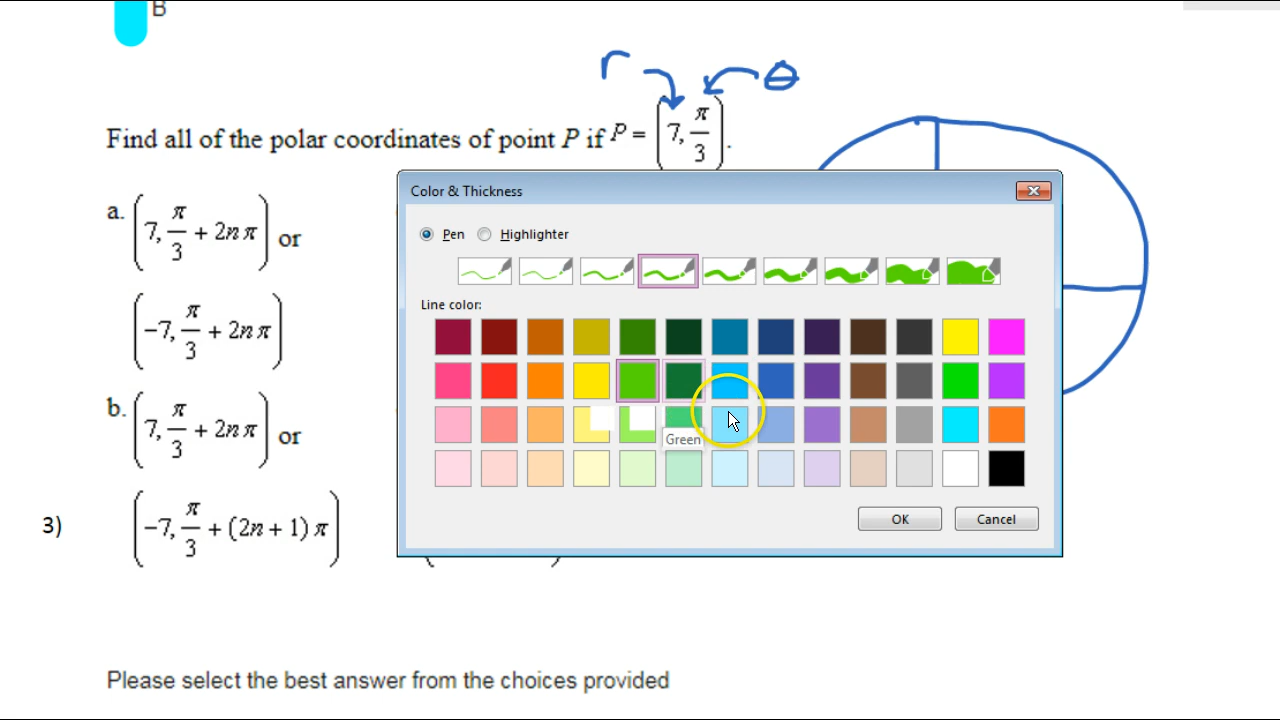 B
r θ
Find all of the polar coordinates of point P if P = (7, π/3).
a. (7, π/3 + 2nπ) or
(−7, π/3 + 2nπ)
b. (7, π/3 + 2nπ) or
3) (−7, π/3 + (2n + 1)π)
Color & Thickness
Pen Highlighter
Line color:
Green
OK Cancel
Please select the best answer from the choices provided